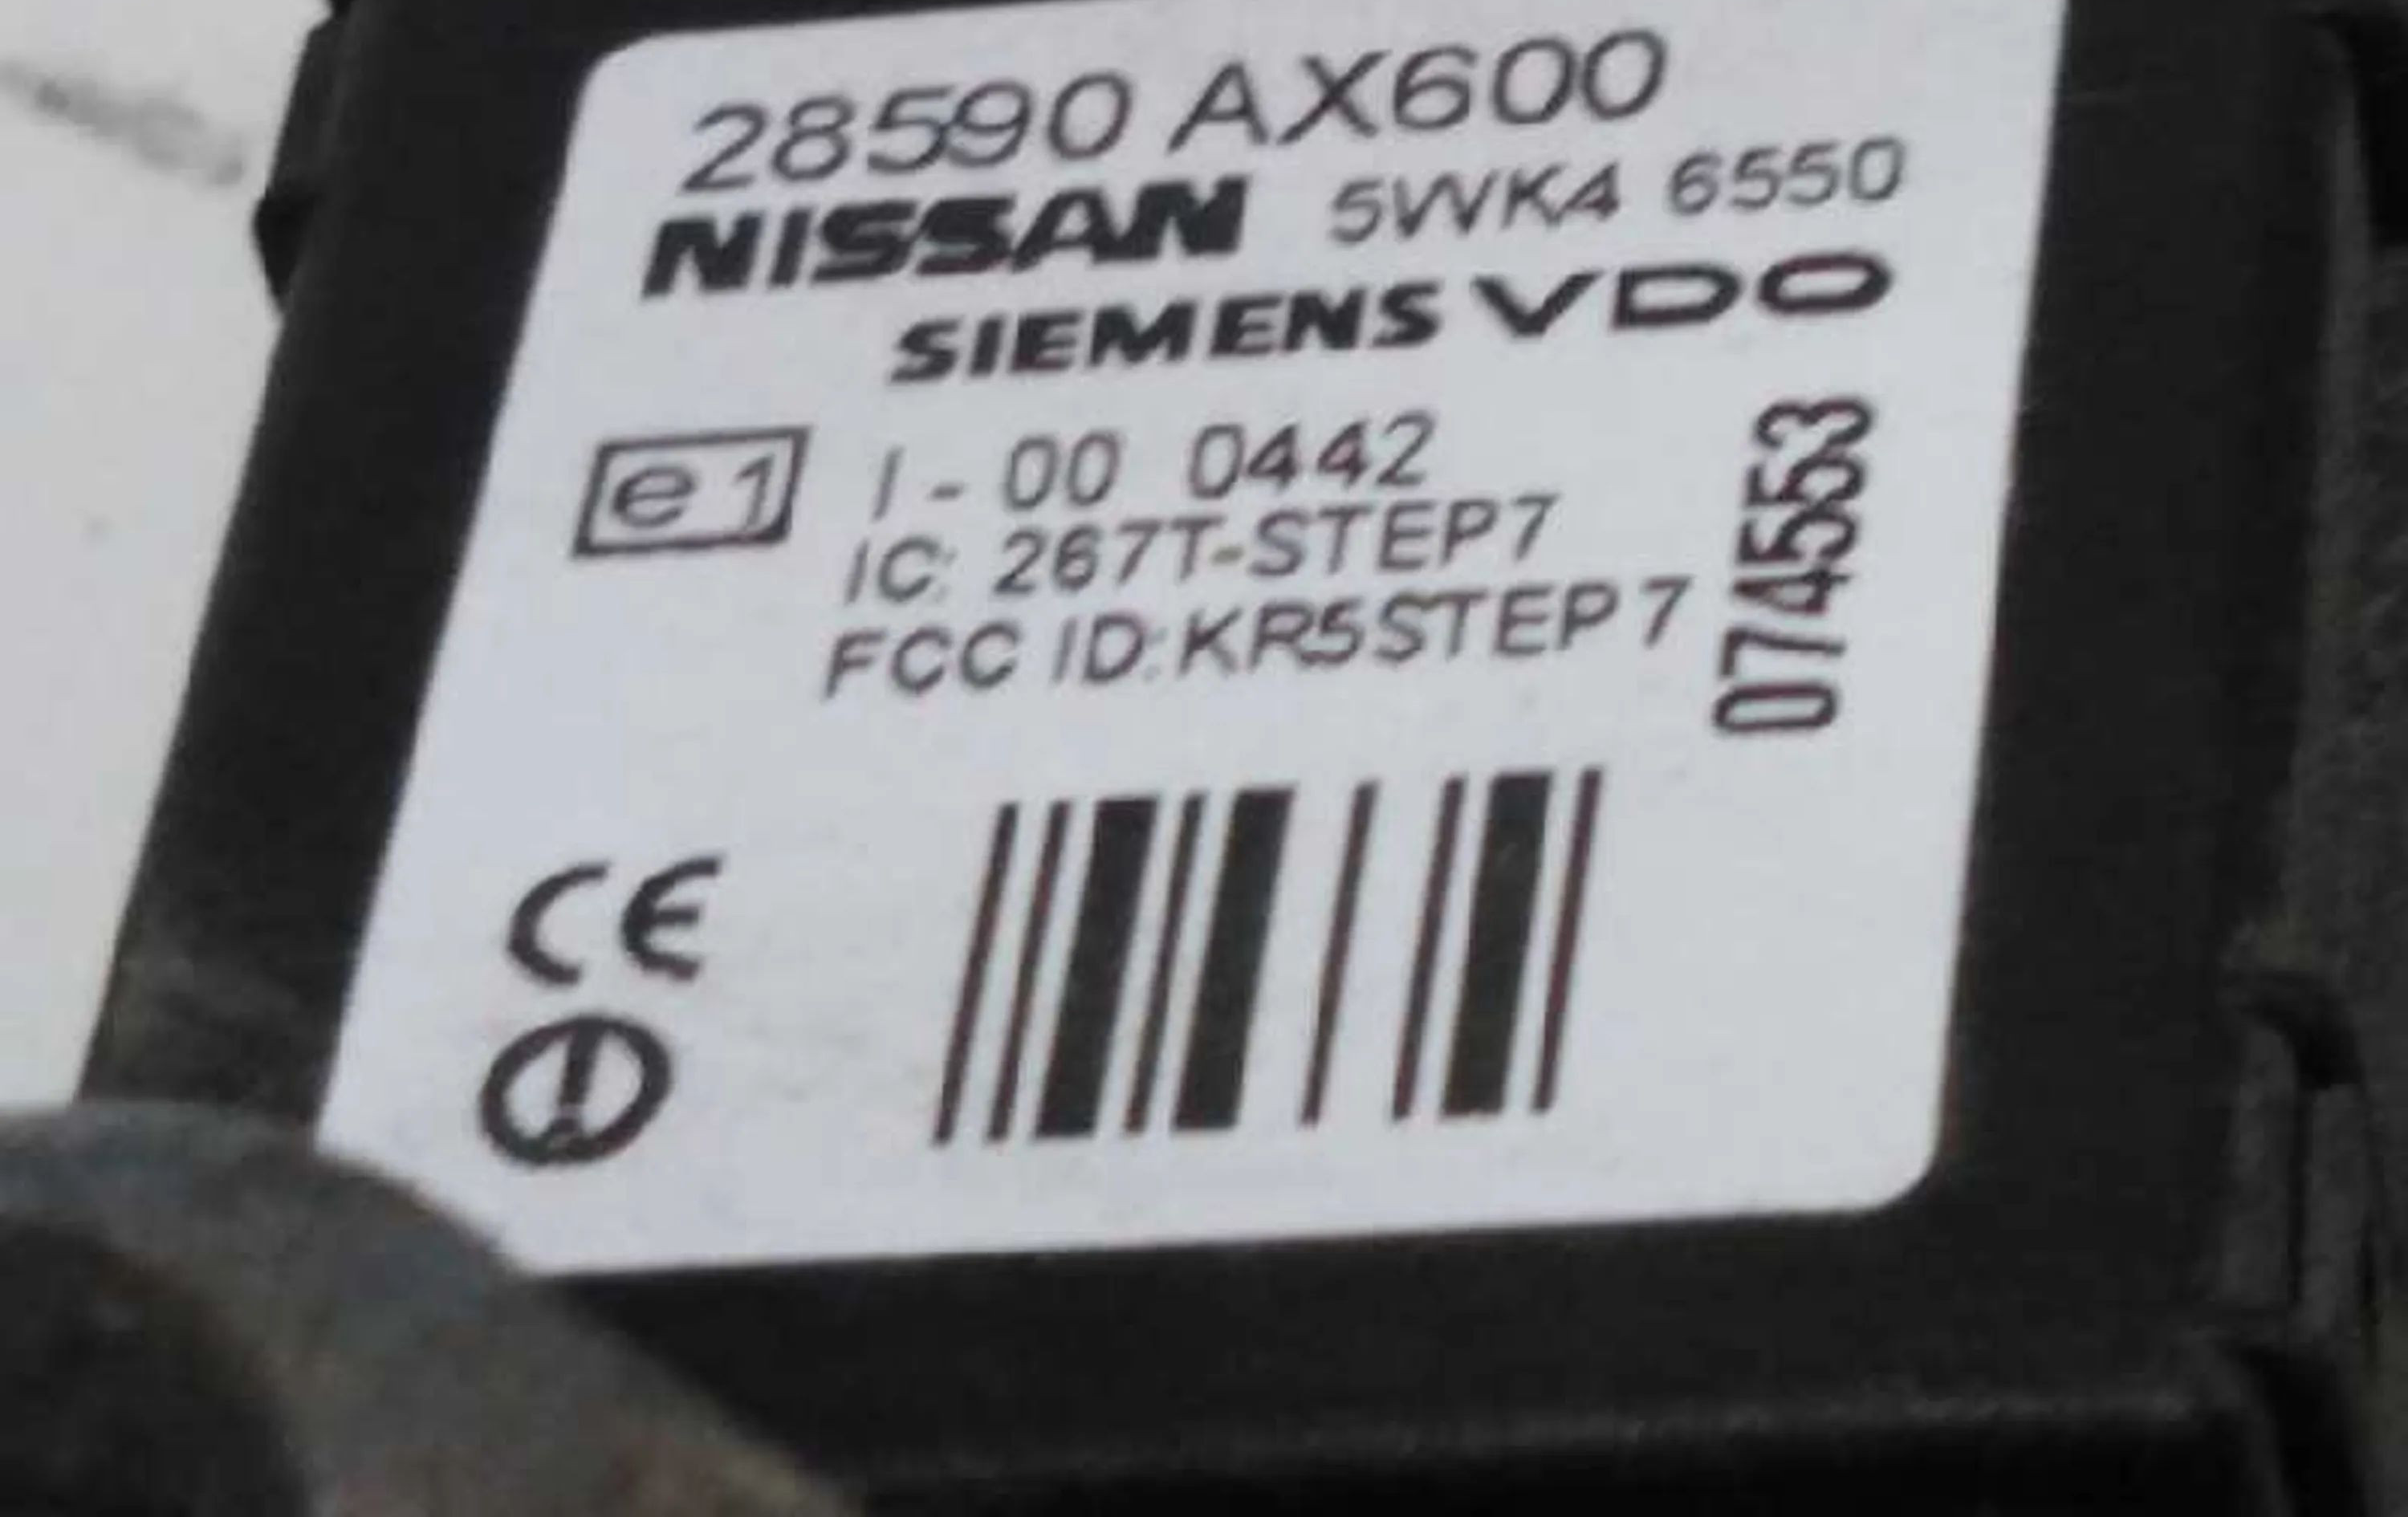 28590 AX600
NISSAN 5WK4 6550
SIEMENS VDO
e1 I - 00 0442
IC: 267T-STEP7
FCC ID:KR5STEP7
074553
CE